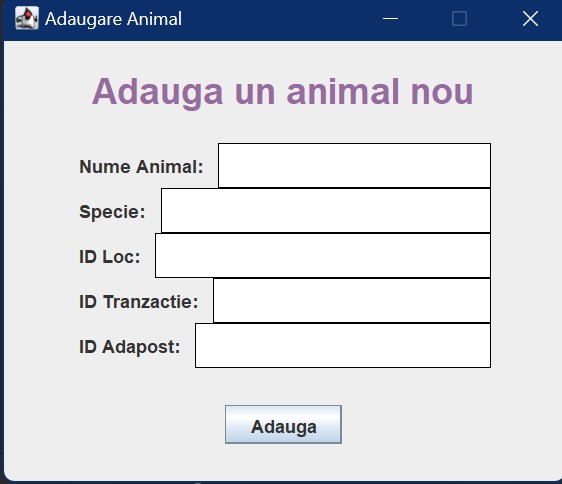 Adaugare Animal
Adauga un animal nou
Nume Animal:
Specie:
ID Loc:
ID Tranzactie:
ID Adapost:
Adauga